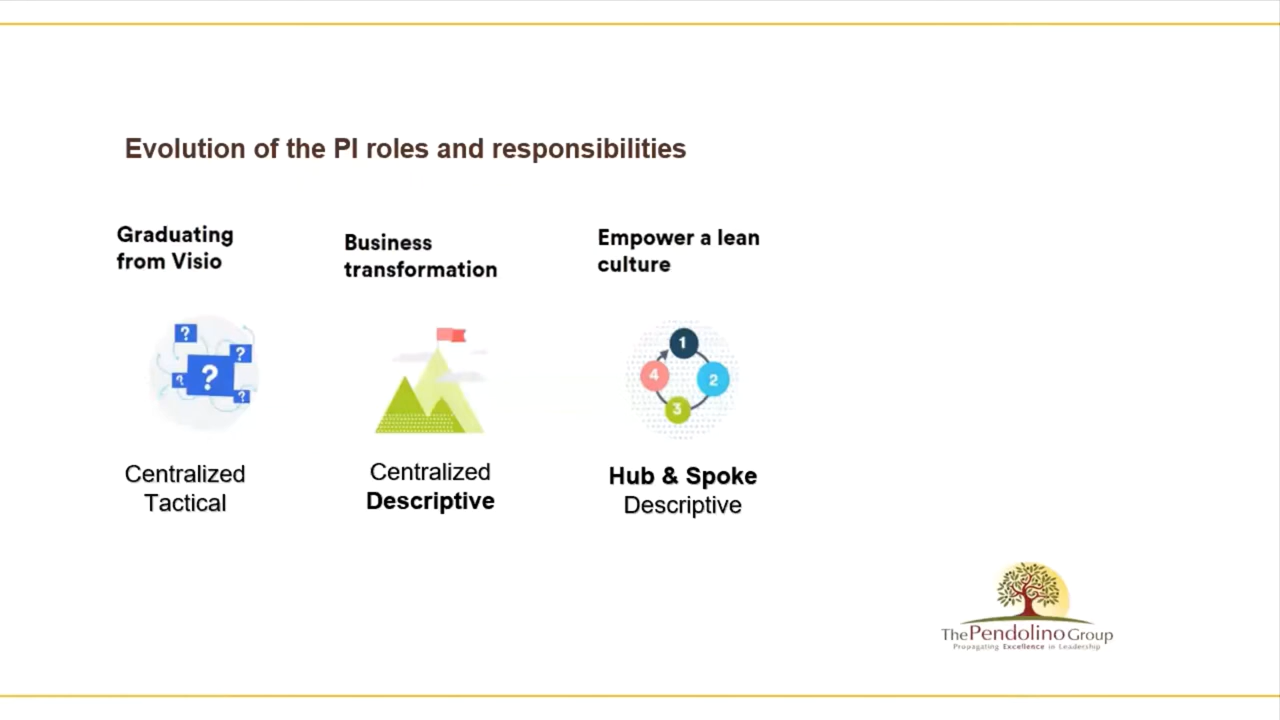 Evolution of the PI roles and responsibilities
Graduating
from Visio
Business
transformation
Empower a lean
culture
?
?
?
?
?
1
2
3
4
Centralized
Tactical
Centralized
Descriptive
Hub & Spoke
Descriptive
The Pendolino Group
Propagating Excellence in Leadership